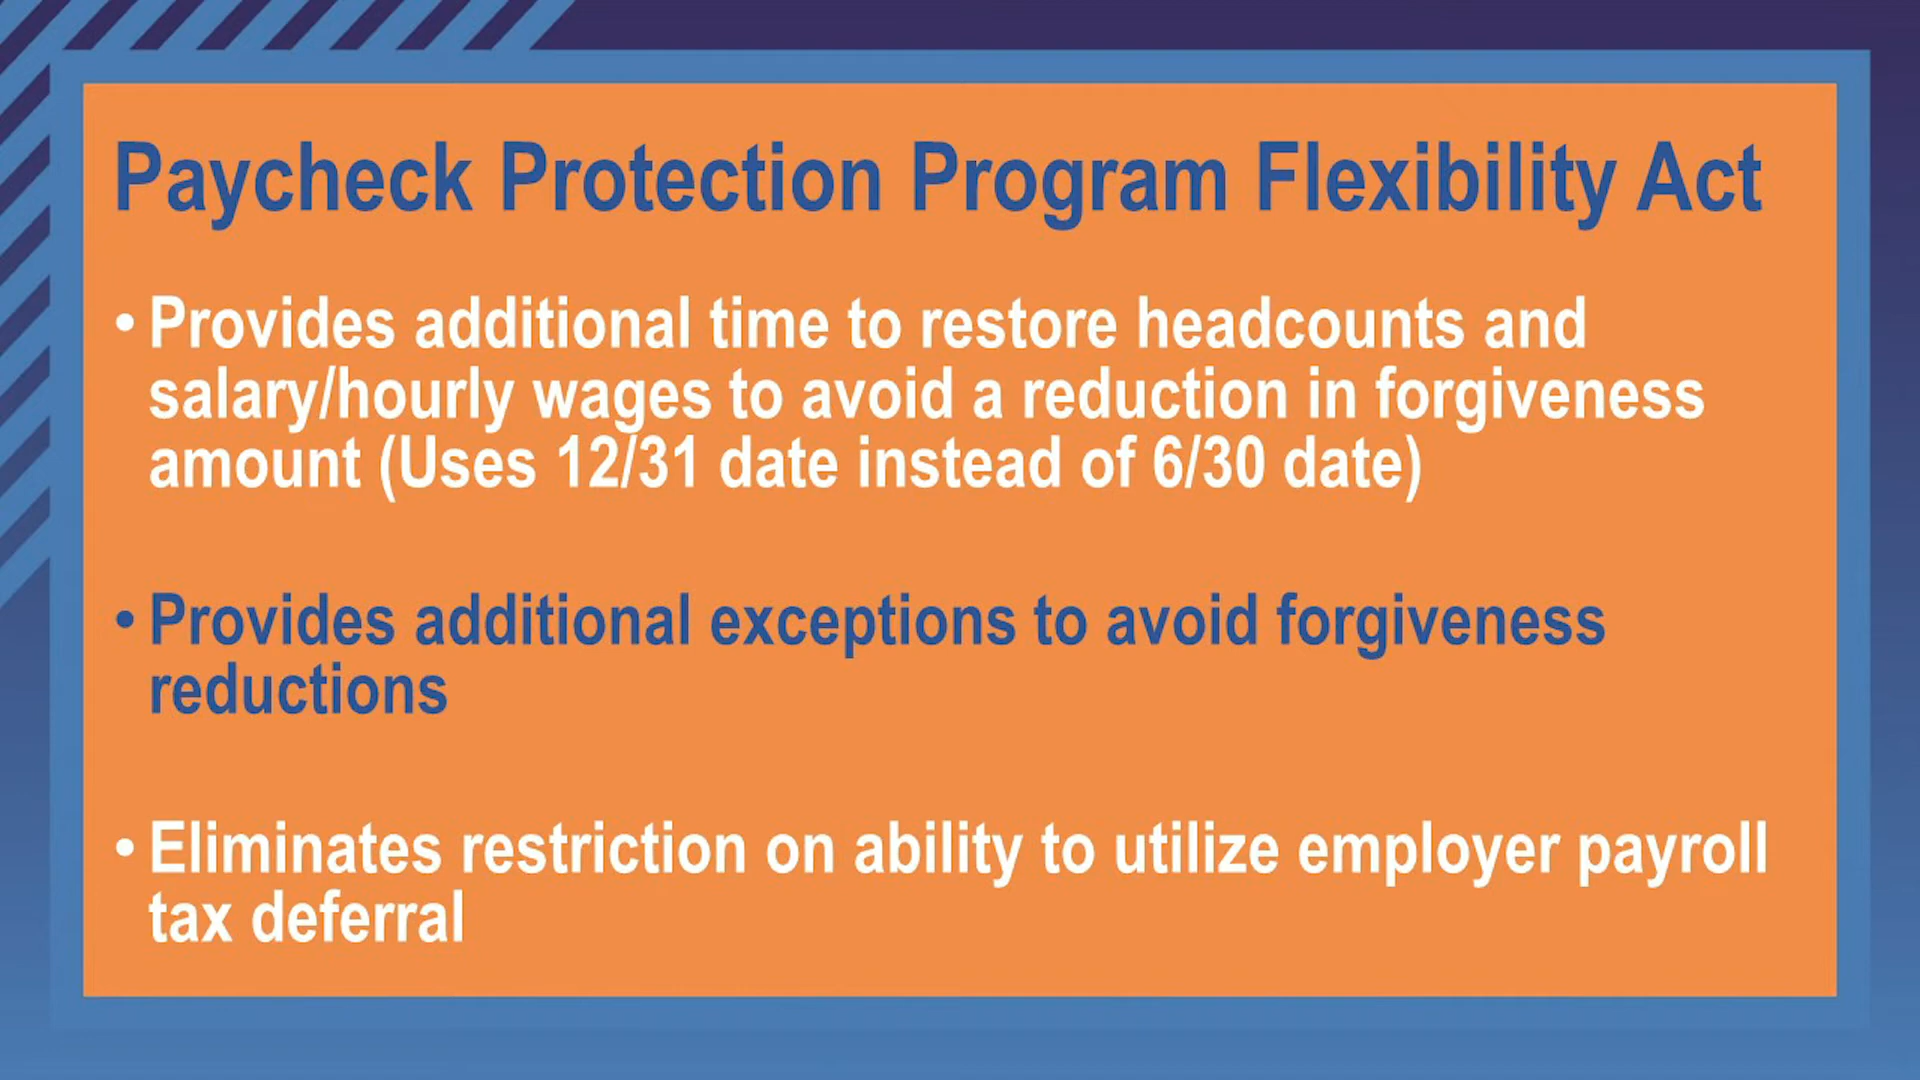 Paycheck Protection Program Flexibility Act
• Provides additional time to restore headcounts and
salary/hourly wages to avoid a reduction in forgiveness
amount (Uses 12/31 date instead of 6/30 date)
• Provides additional exceptions to avoid forgiveness
reductions
• Eliminates restriction on ability to utilize employer payroll
tax deferral